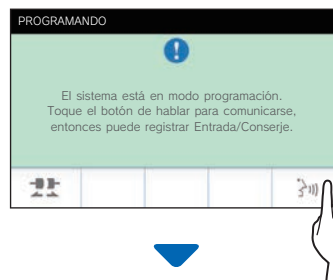 PROGRAMANDO
El sistema está en modo programación.
Toque el botón de hablar para comunicarse,
entonces puede registrar Entrada/Conserje.